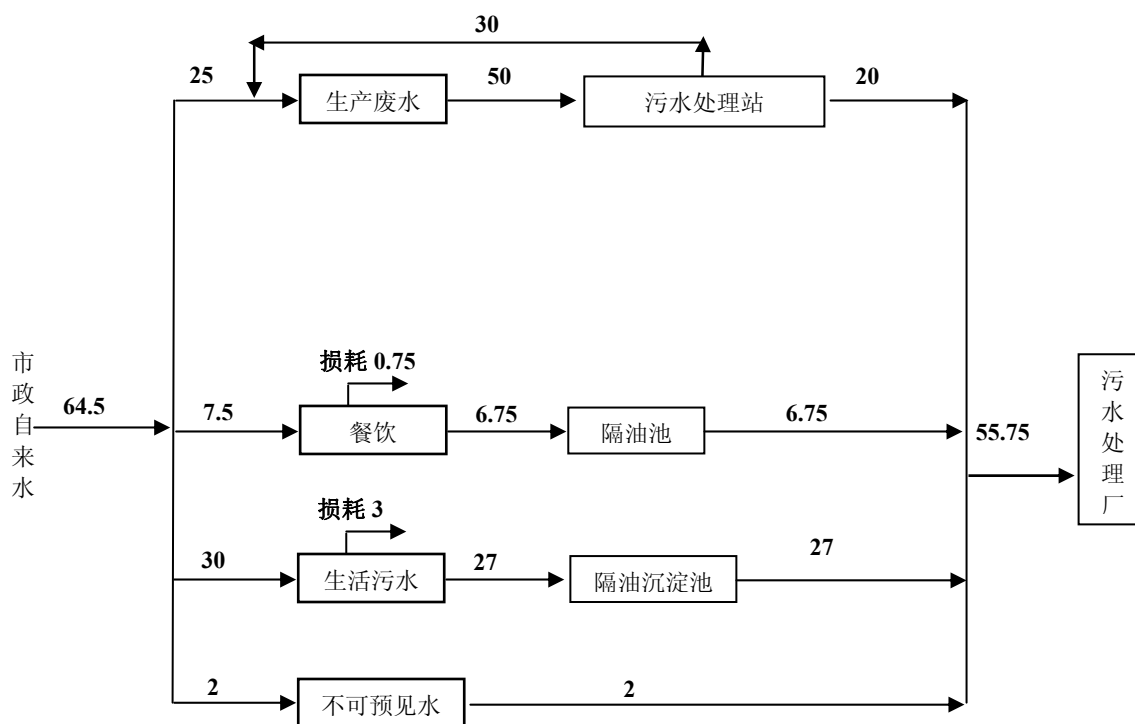 30
25
生产废水
50
污水处理站
20
市政自来水
64.5
损耗 0.75
7.5
餐饮
6.75
隔油池
6.75
55.75
污水处理厂
损耗 3
30
生活污水
27
隔油沉淀池
27
2
不可预见水
2